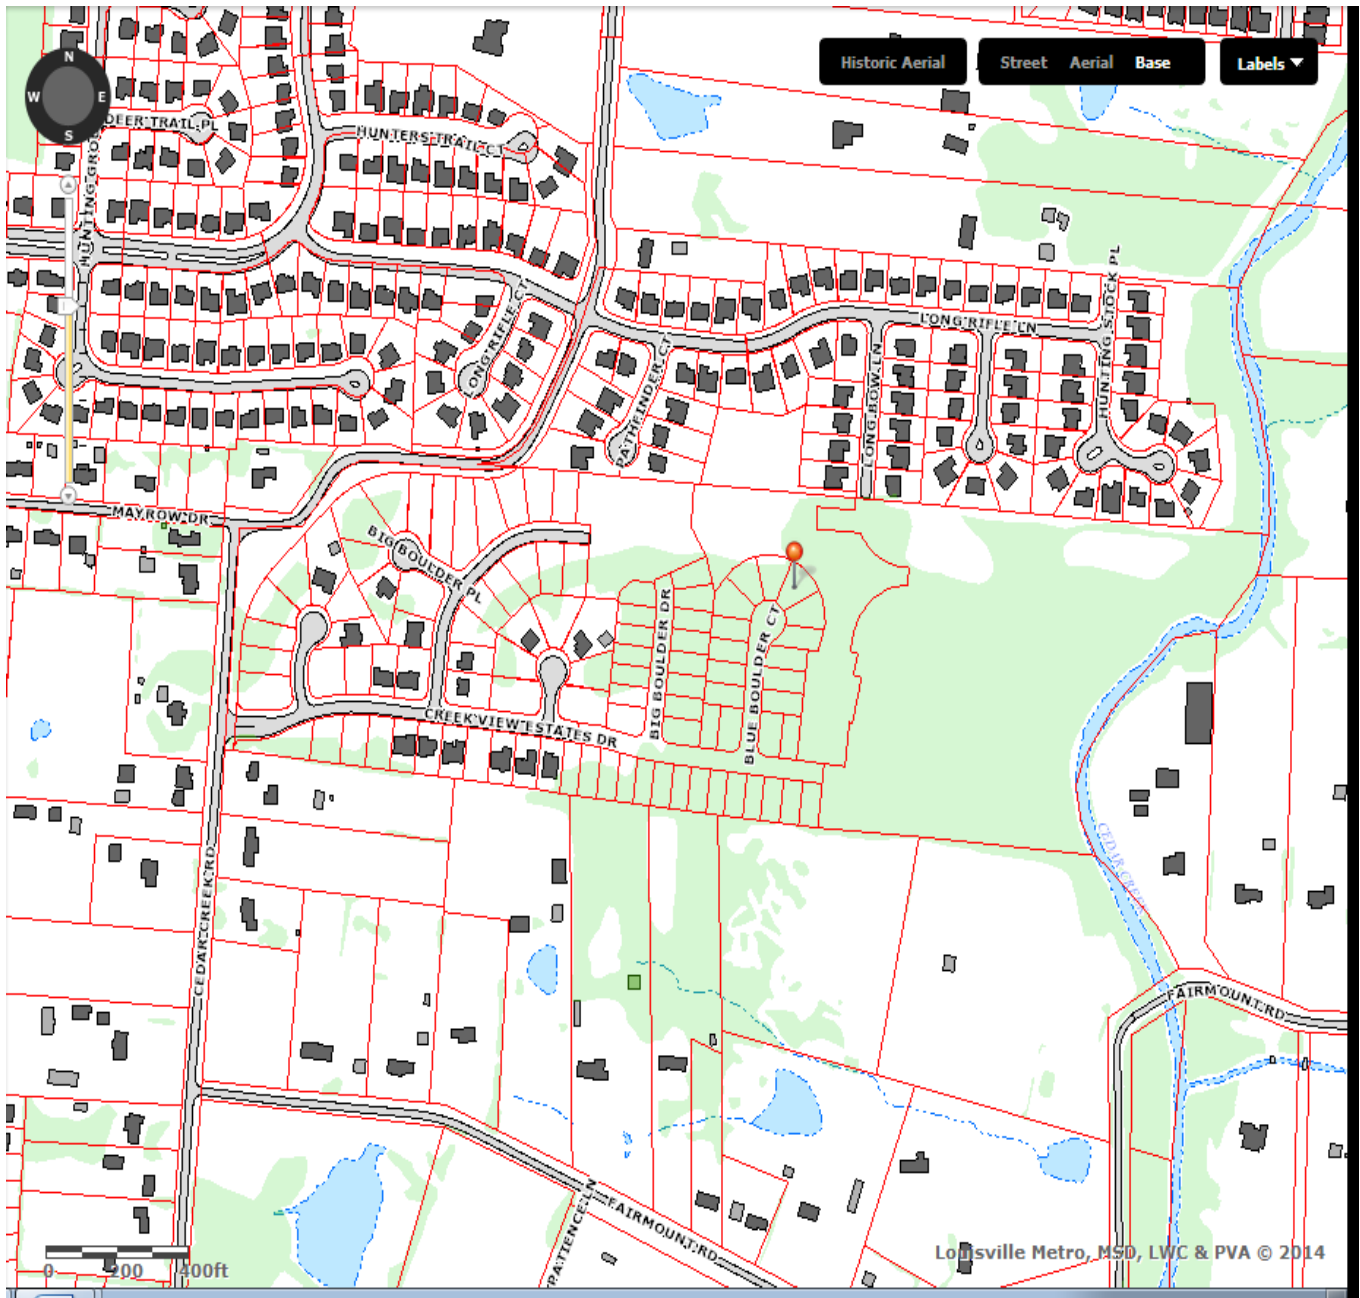 N
W E
S
Historic Aerial
Street Aerial Base
Labels
DEER TRAIL PL
HUNTERS TRAIL CT
LONG RIFLE CT
LONG RIFLE LN
HUNTING STOCK PL
PATHFINDER CT
LONG BOW LN
MAYROW DR
BIG BOULDER PL
BIG BOULDER DR
BLUE BOULDER CT
CREEK VIEW ESTATES DR
CEDAR CREEK RD
CEDAR CREEK
FAIRMOUNT RD
FAIRMOUNT RD
PATIENCE LN
0 200 400ft
Louisville Metro, MSD, LWC & PVA © 2014